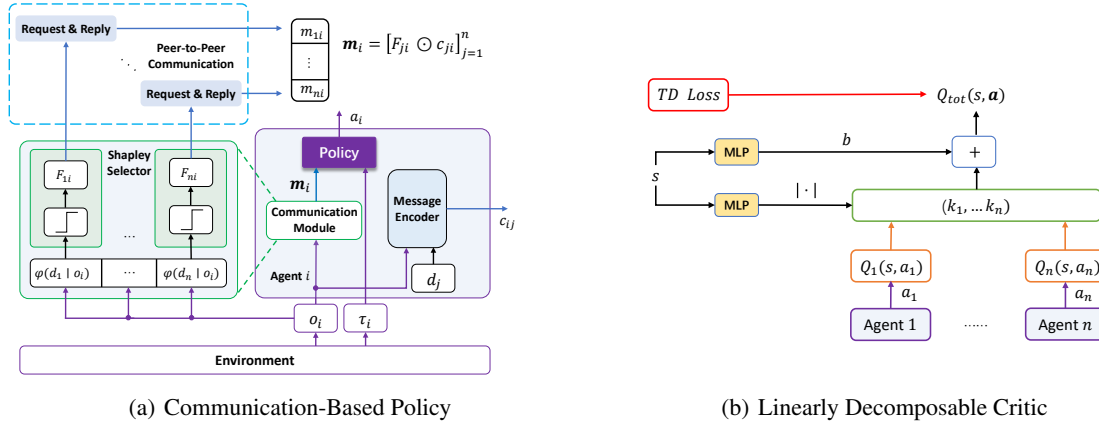 Request & Reply
Peer-to-Peer
Communication
⋱
Request & Reply
m_{1i}
⋮
m_{ni}
𝒎_i = [F_{ji} ⊙ c_{ji}]_{j=1}^{n}
Shapley
Selector
F_{1i}
F_{ni}
...
φ(d_1 | o_i)
...
φ(d_n | o_i)
a_i
Policy
𝒎_i
Communication
Module
Message
Encoder
c_{ij}
Agent i
d_j
o_i
τ_i
Environment
(a) Communication-Based Policy
TD Loss
Q_{tot}(s, 𝒂)
MLP
b
+
s
MLP
| · |
(k_1, … k_n)
Q_1(s, a_1)
Q_n(s, a_n)
a_1
a_n
Agent 1
……
Agent n
(b) Linearly Decomposable Critic